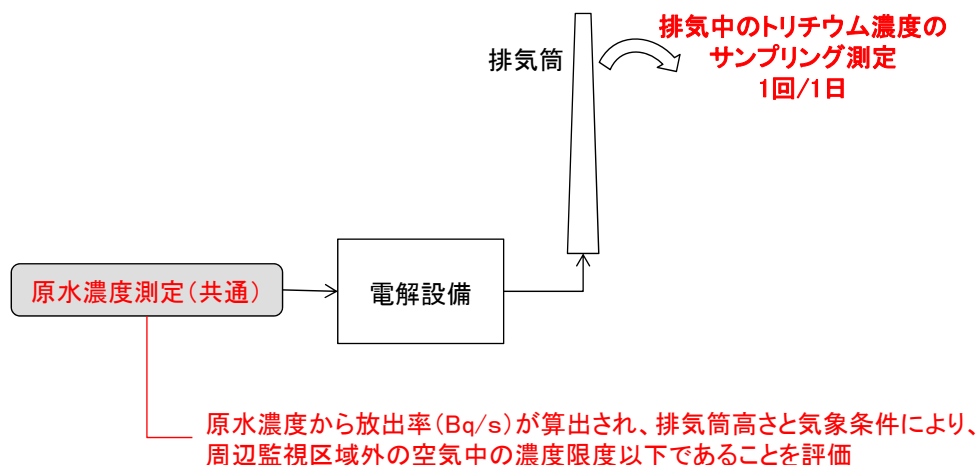 排気中のトリチウム濃度の
サンプリング測定
1回/1日
排気筒
原水濃度測定(共通)
電解設備
原水濃度から放出率(Bq/s)が算出され、排気筒高さと気象条件により、
周辺監視区域外の空気中の濃度限度以下であることを評価